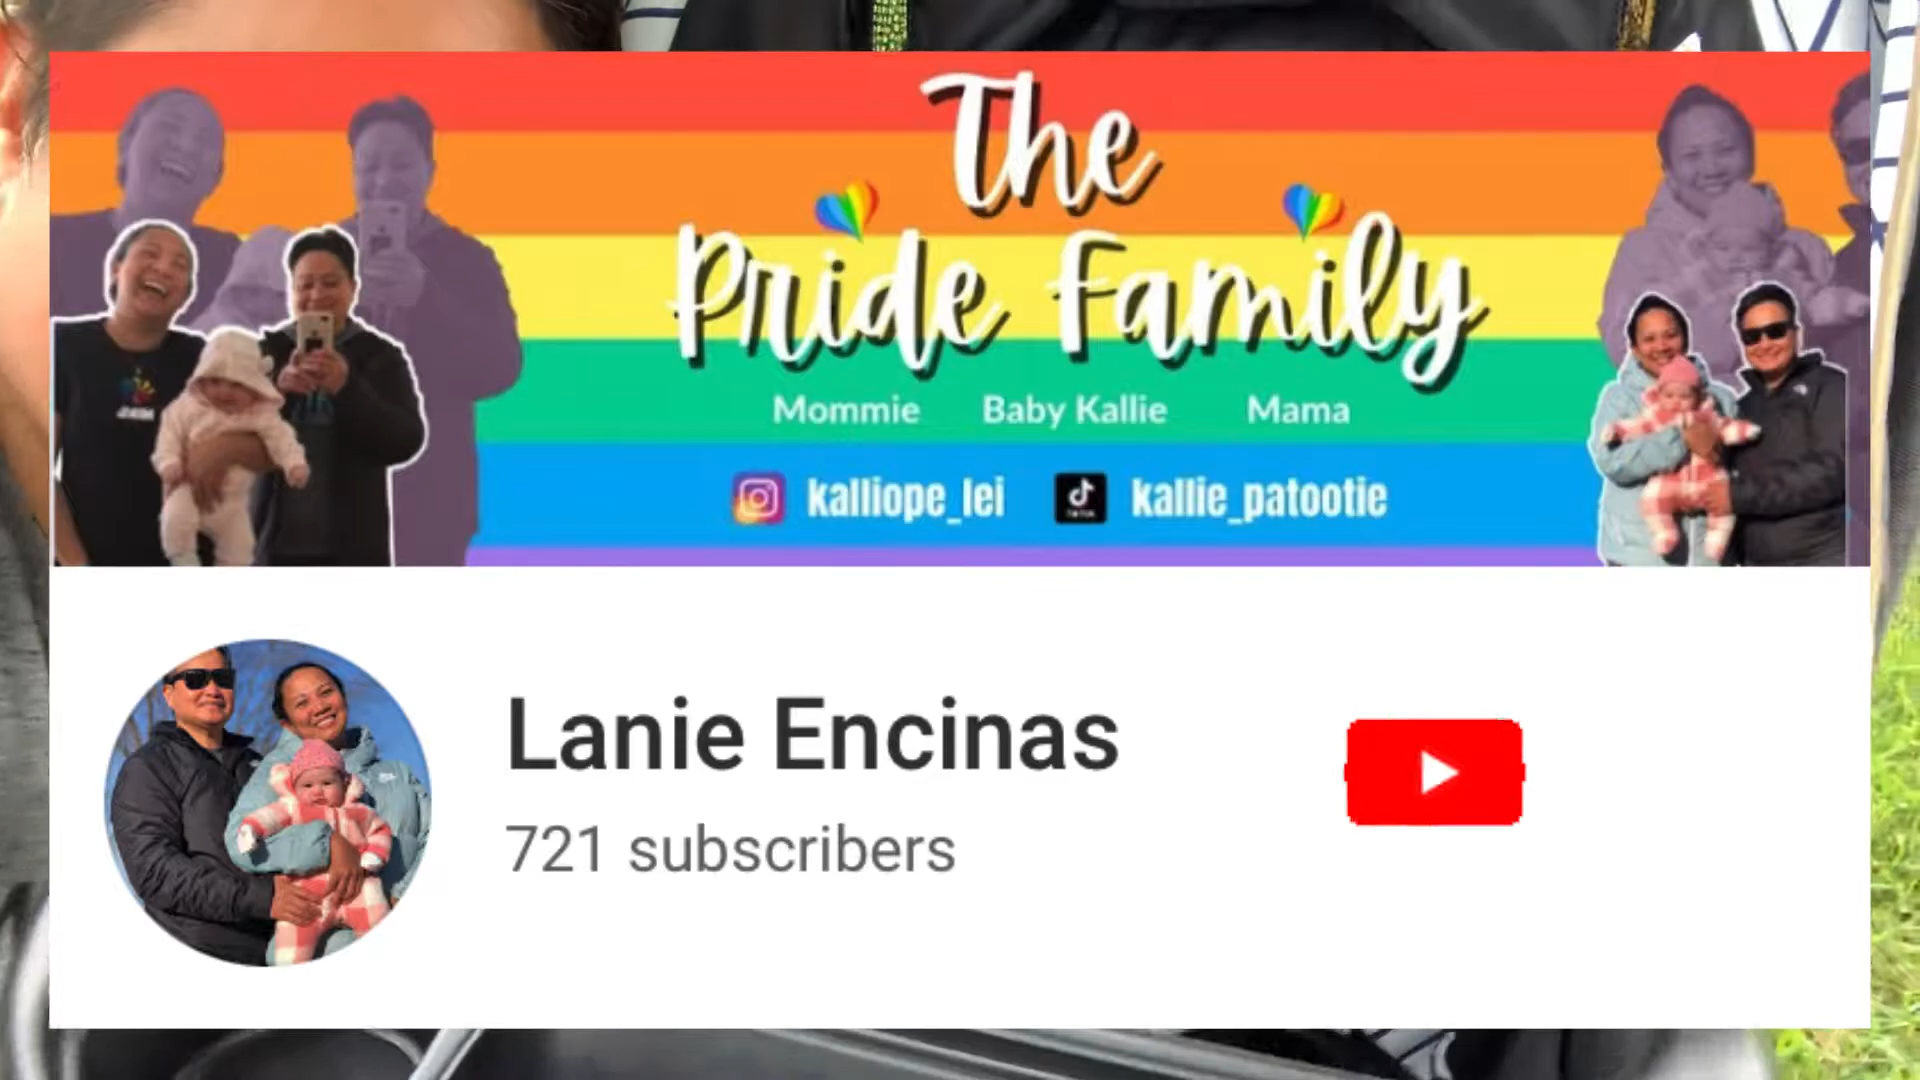 The
Pride Family
Mommie Baby Kallie Mama
kalliope_lei kallie_patootie
Lanie Encinas
721 subscribers